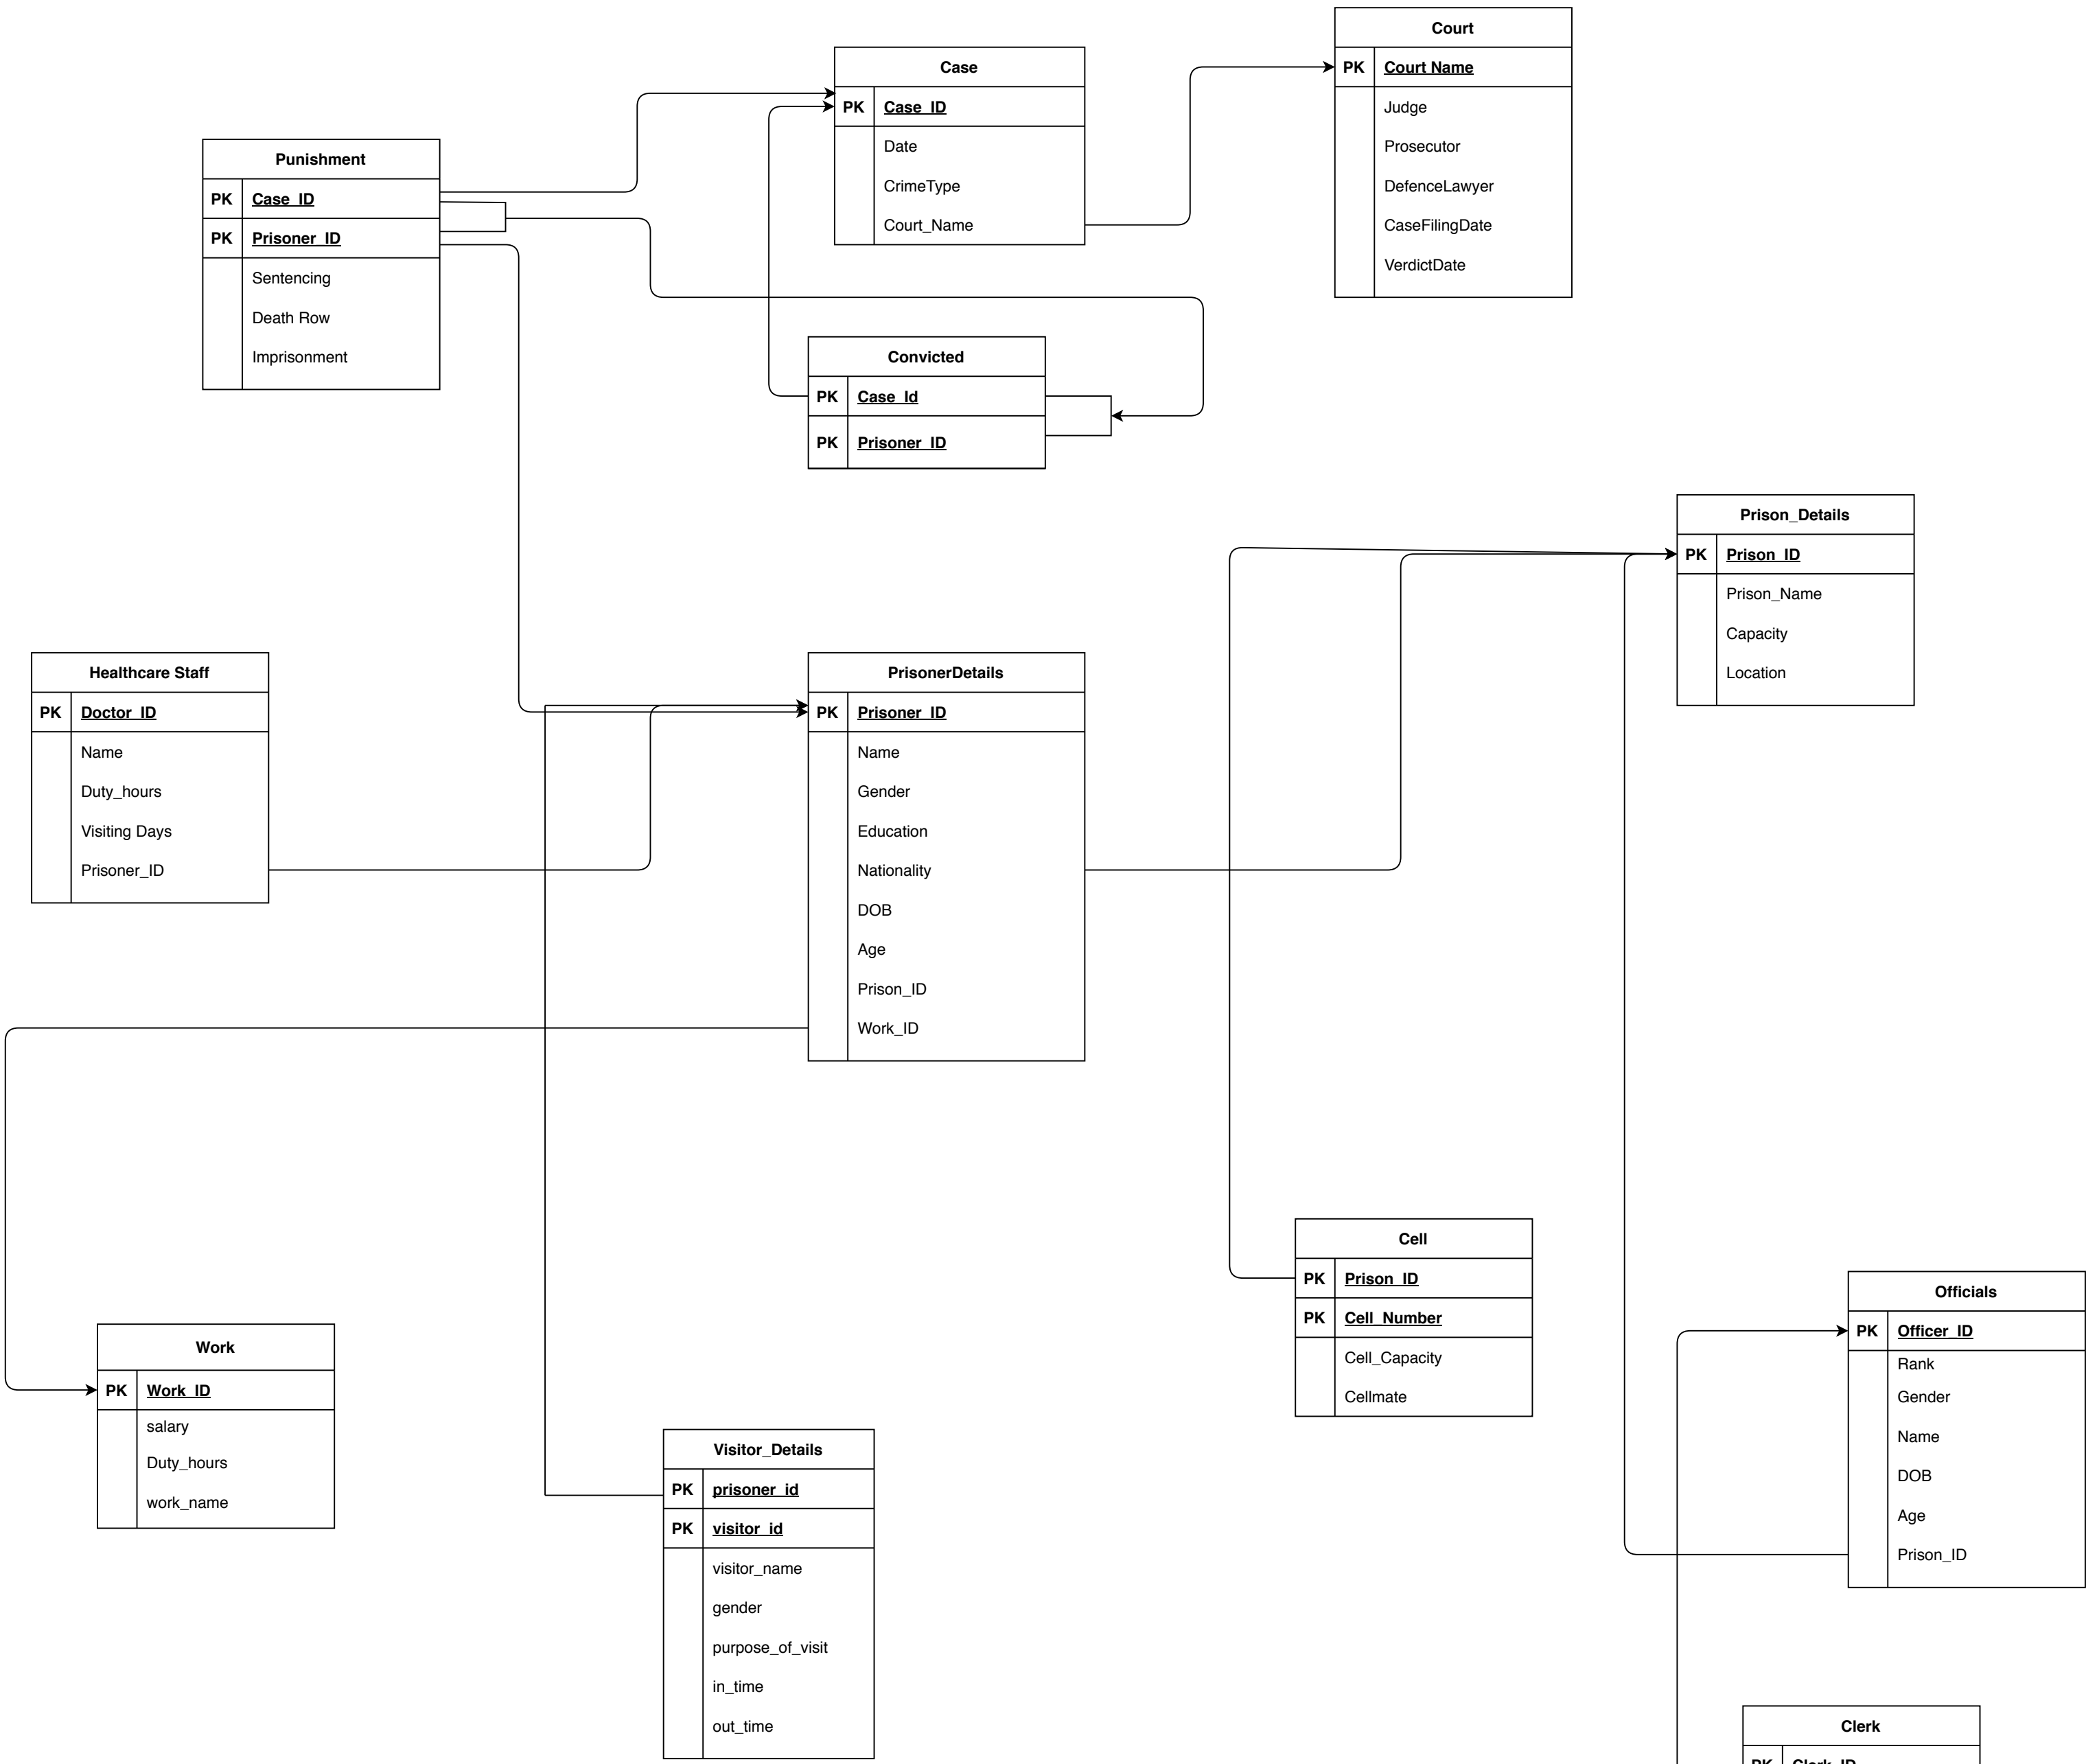 Court
PK Court Name
Judge
Prosecutor
DefenceLawyer
CaseFilingDate
VerdictDate
Case
PK Case_ID
Date
CrimeType
Court_Name
Punishment
PK Case_ID
PK Prisoner_ID
Sentencing
Death Row
Imprisonment
Convicted
PK Case_Id
PK Prisoner_ID
Prison_Details
PK Prison_ID
Prison_Name
Capacity
Location
Healthcare Staff
PK Doctor_ID
Name
Duty_hours
Visiting Days
Prisoner_ID
PrisonerDetails
PK Prisoner_ID
Name
Gender
Education
Nationality
DOB
Age
Prison_ID
Work_ID
Cell
PK Prison_ID
PK Cell_Number
Cell_Capacity
Cellmate
Officials
PK Officer_ID
Rank
Gender
Name
DOB
Age
Prison_ID
Work
PK Work_ID
salary
Duty_hours
work_name
Visitor_Details
PK prisoner_id
PK visitor_id
visitor_name
gender
purpose_of_visit
in_time
out_time
Clerk
PK Clerk_ID